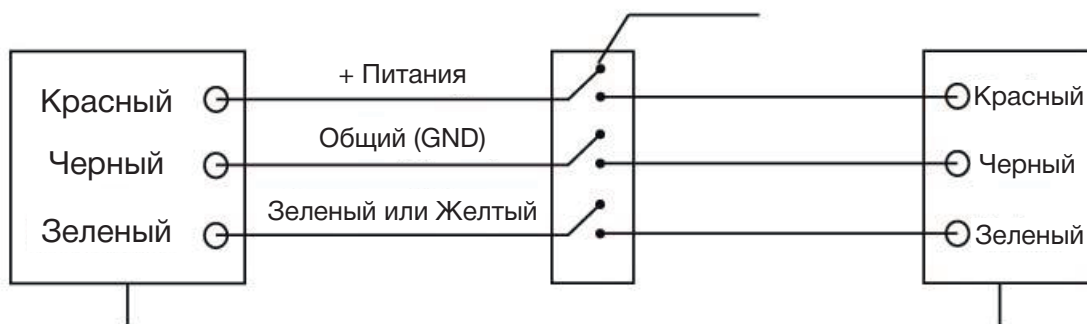 + Питания
Красный
Красный
Общий (GND)
Черный
Черный
Зеленый или Желтый
Зеленый
Зеленый